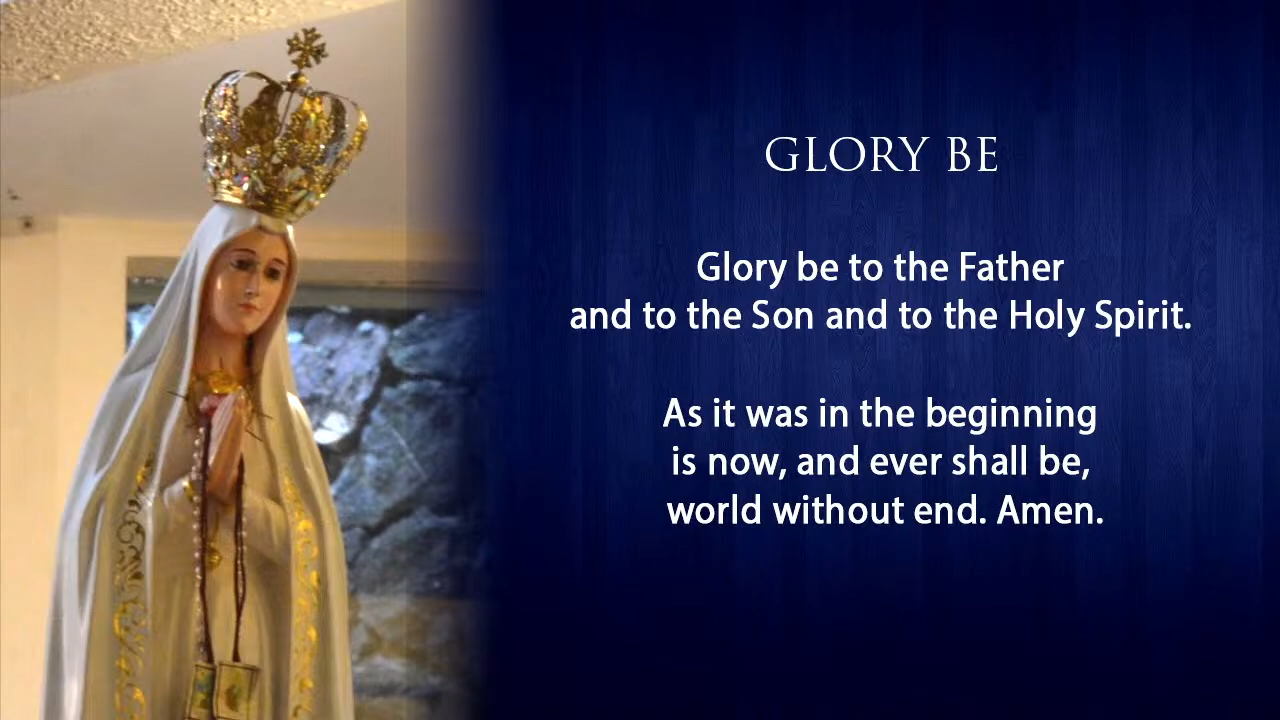 GLORY BE
Glory be to the Father
and to the Son and to the Holy Spirit.
As it was in the beginning
is now, and ever shall be,
world without end. Amen.